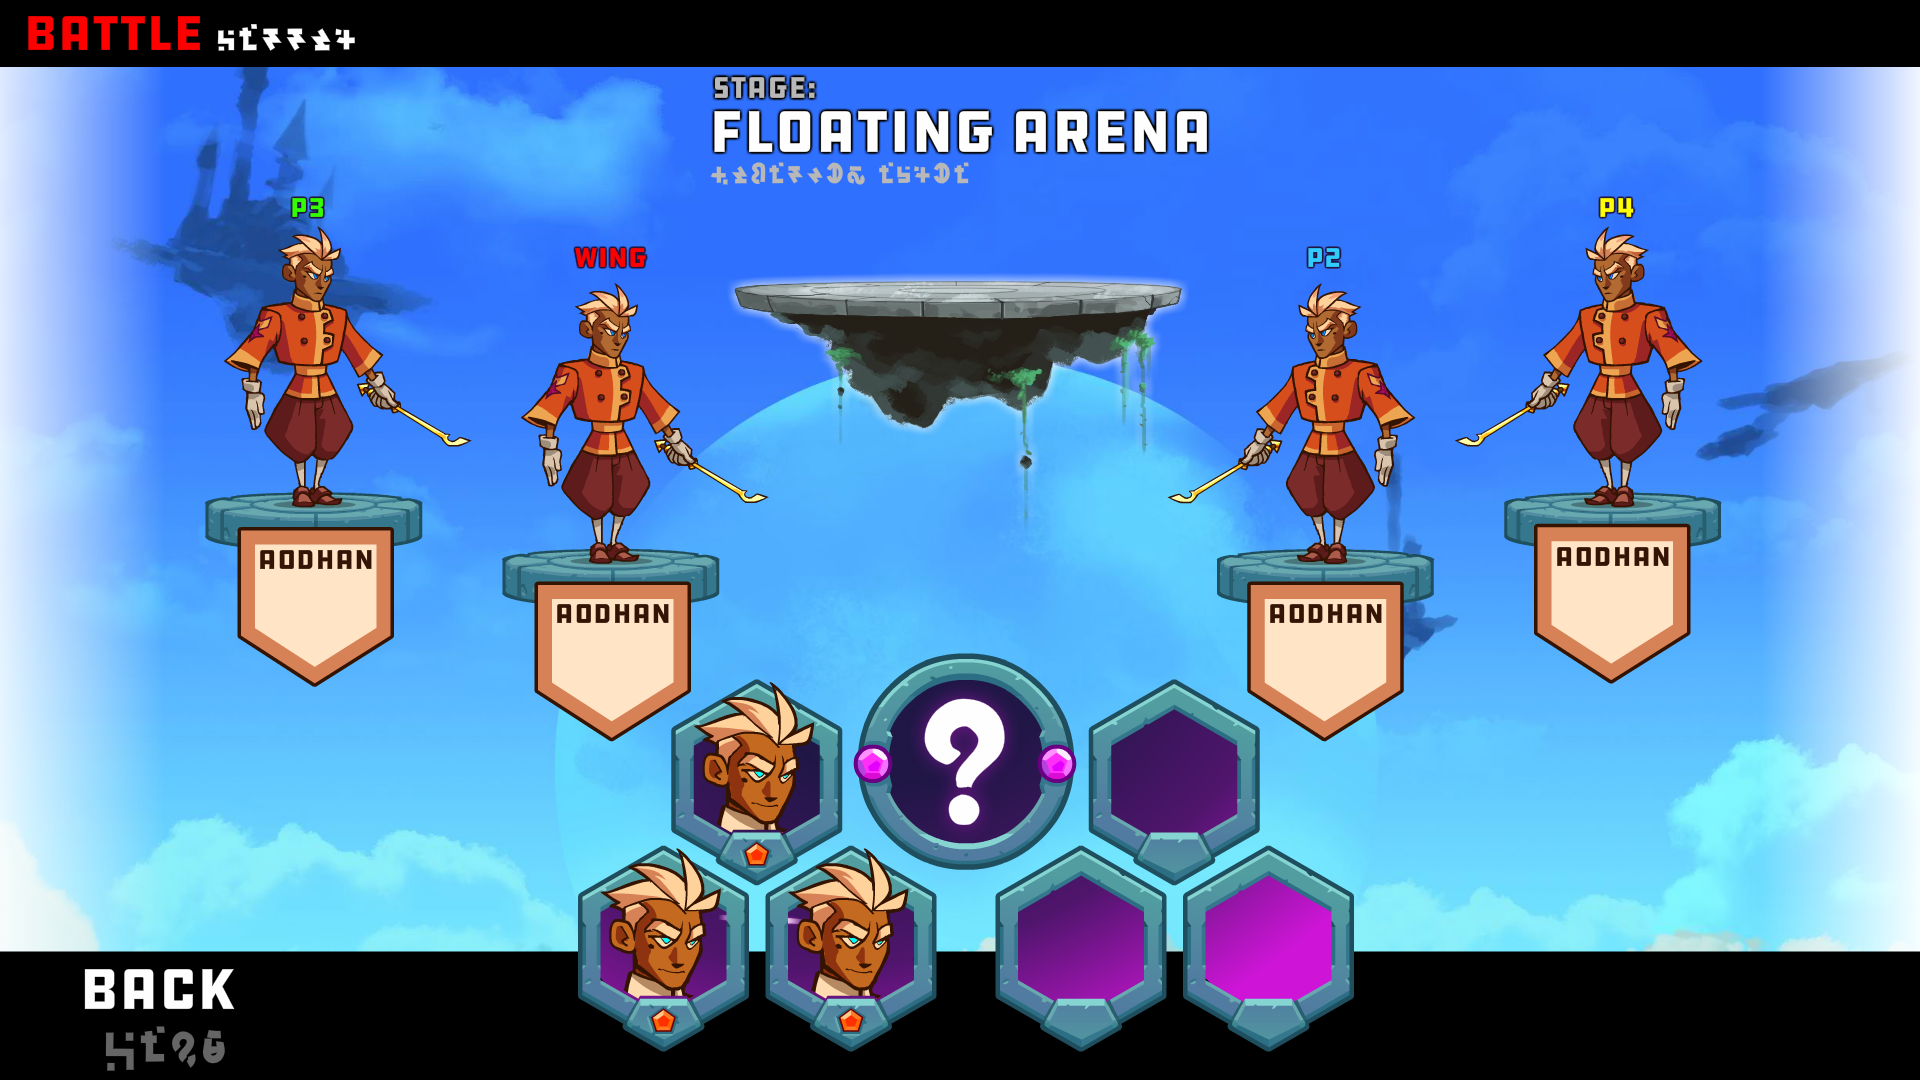 BATTLE
STAGE:
FLOATING ARENA
P3
WING
P2
P4
AODHAN
AODHAN
AODHAN
AODHAN
?
BACK